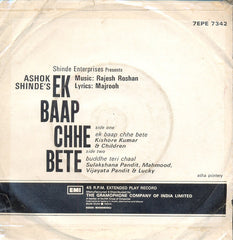 7EPE 7342
Shinde Enterprises Presents
ASHOK
SHINDE'S
Music: Rajesh Roshan
Lyrics: Majrooh
EK
BAAP
CHHE
BETE
side one
ek baap chhe bete
Kishore Kumar
& Children
side two
buddhe teri chaal
Sulakshana Pandit, Mahmood,
Vijayata Pandit & Lucky
EMI
45 R.P.M. EXTENDED PLAY RECORD
THE GRAMOPHONE COMPANY OF INDIA LIMITED